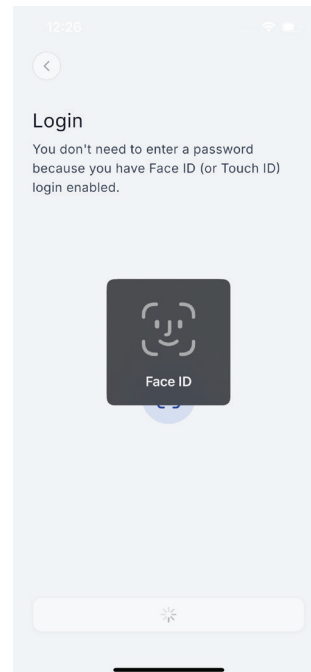 12:26
Login
You don't need to enter a password
because you have Face ID (or Touch ID)
login enabled.
Face ID